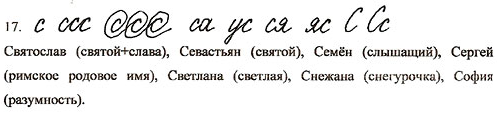 17. с ссс ссс са ус ся яс С Сс
Святослав (святой+слава), Севастьян (святой), Семён (слышащий), Сергей
(римское родовое имя), Светлана (светлая), Снежана (снегурочка), София
(разумность).